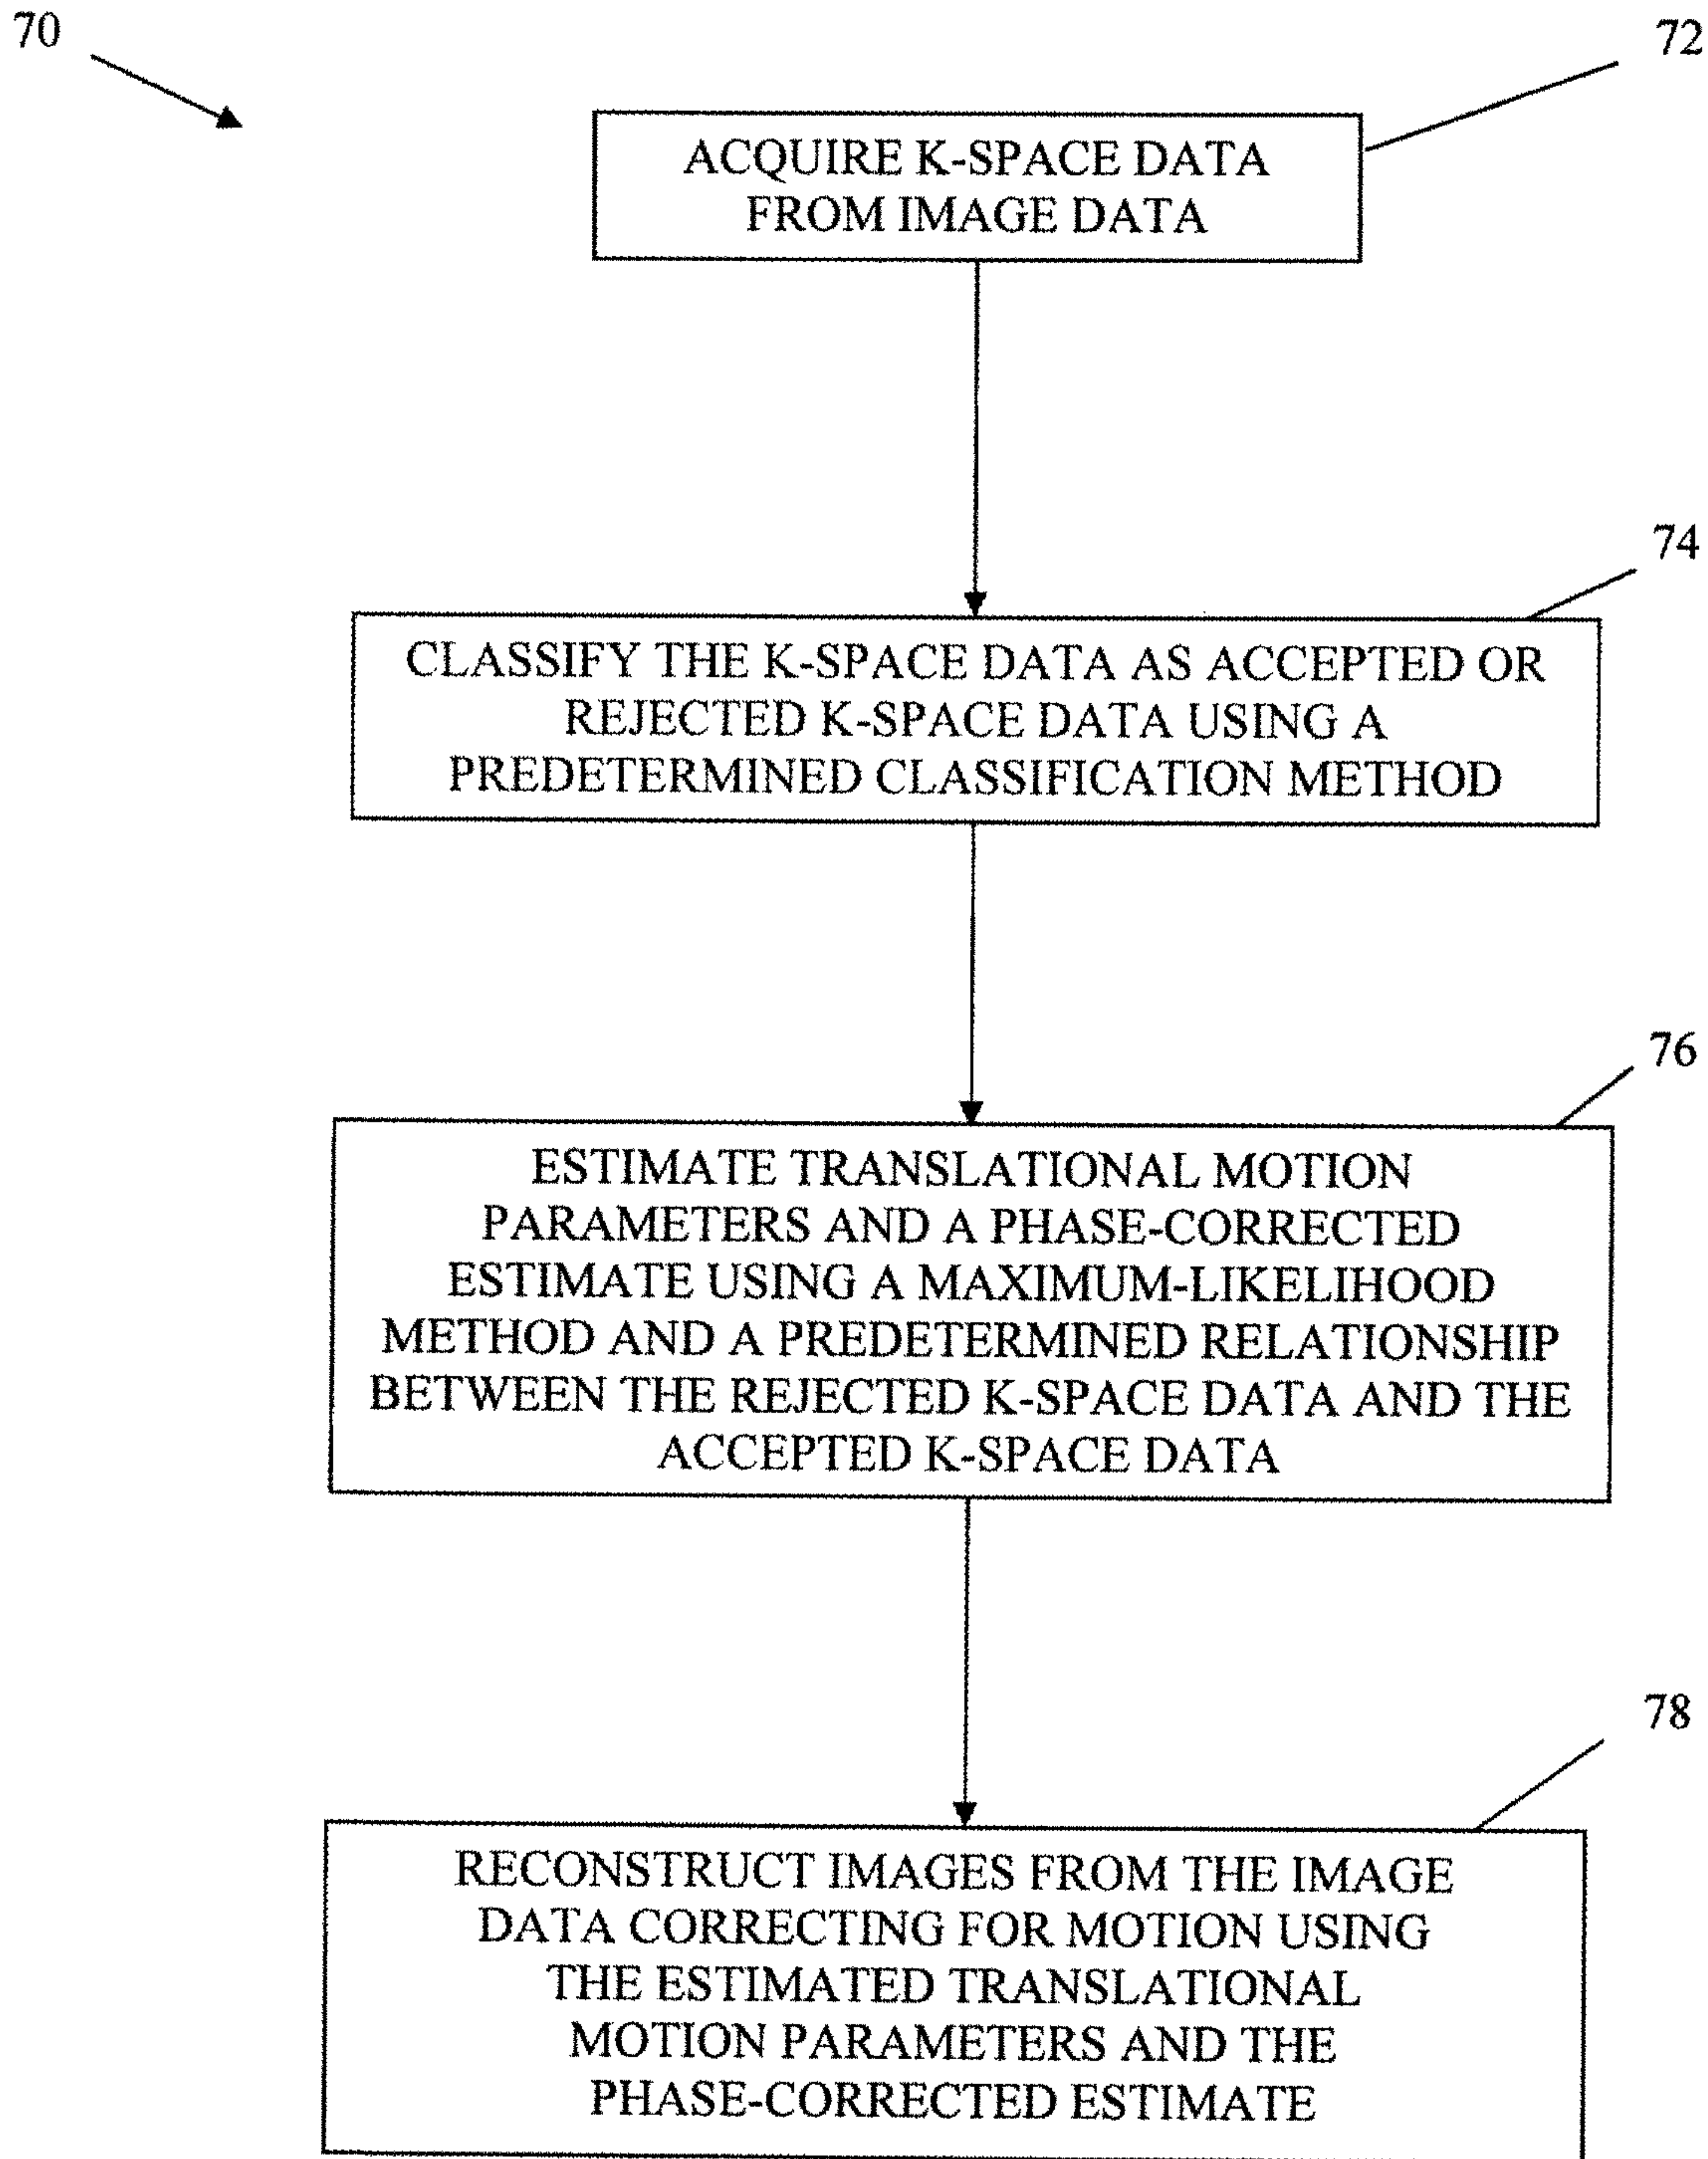 70
72
ACQUIRE K-SPACE DATA
FROM IMAGE DATA
74
CLASSIFY THE K-SPACE DATA AS ACCEPTED OR
REJECTED K-SPACE DATA USING A
PREDETERMINED CLASSIFICATION METHOD
76
ESTIMATE TRANSLATIONAL MOTION
PARAMETERS AND A PHASE-CORRECTED
ESTIMATE USING A MAXIMUM-LIKELIHOOD
METHOD AND A PREDETERMINED RELATIONSHIP
BETWEEN THE REJECTED K-SPACE DATA AND THE
ACCEPTED K-SPACE DATA
78
RECONSTRUCT IMAGES FROM THE IMAGE
DATA CORRECTING FOR MOTION USING
THE ESTIMATED TRANSLATIONAL
MOTION PARAMETERS AND THE
PHASE-CORRECTED ESTIMATE